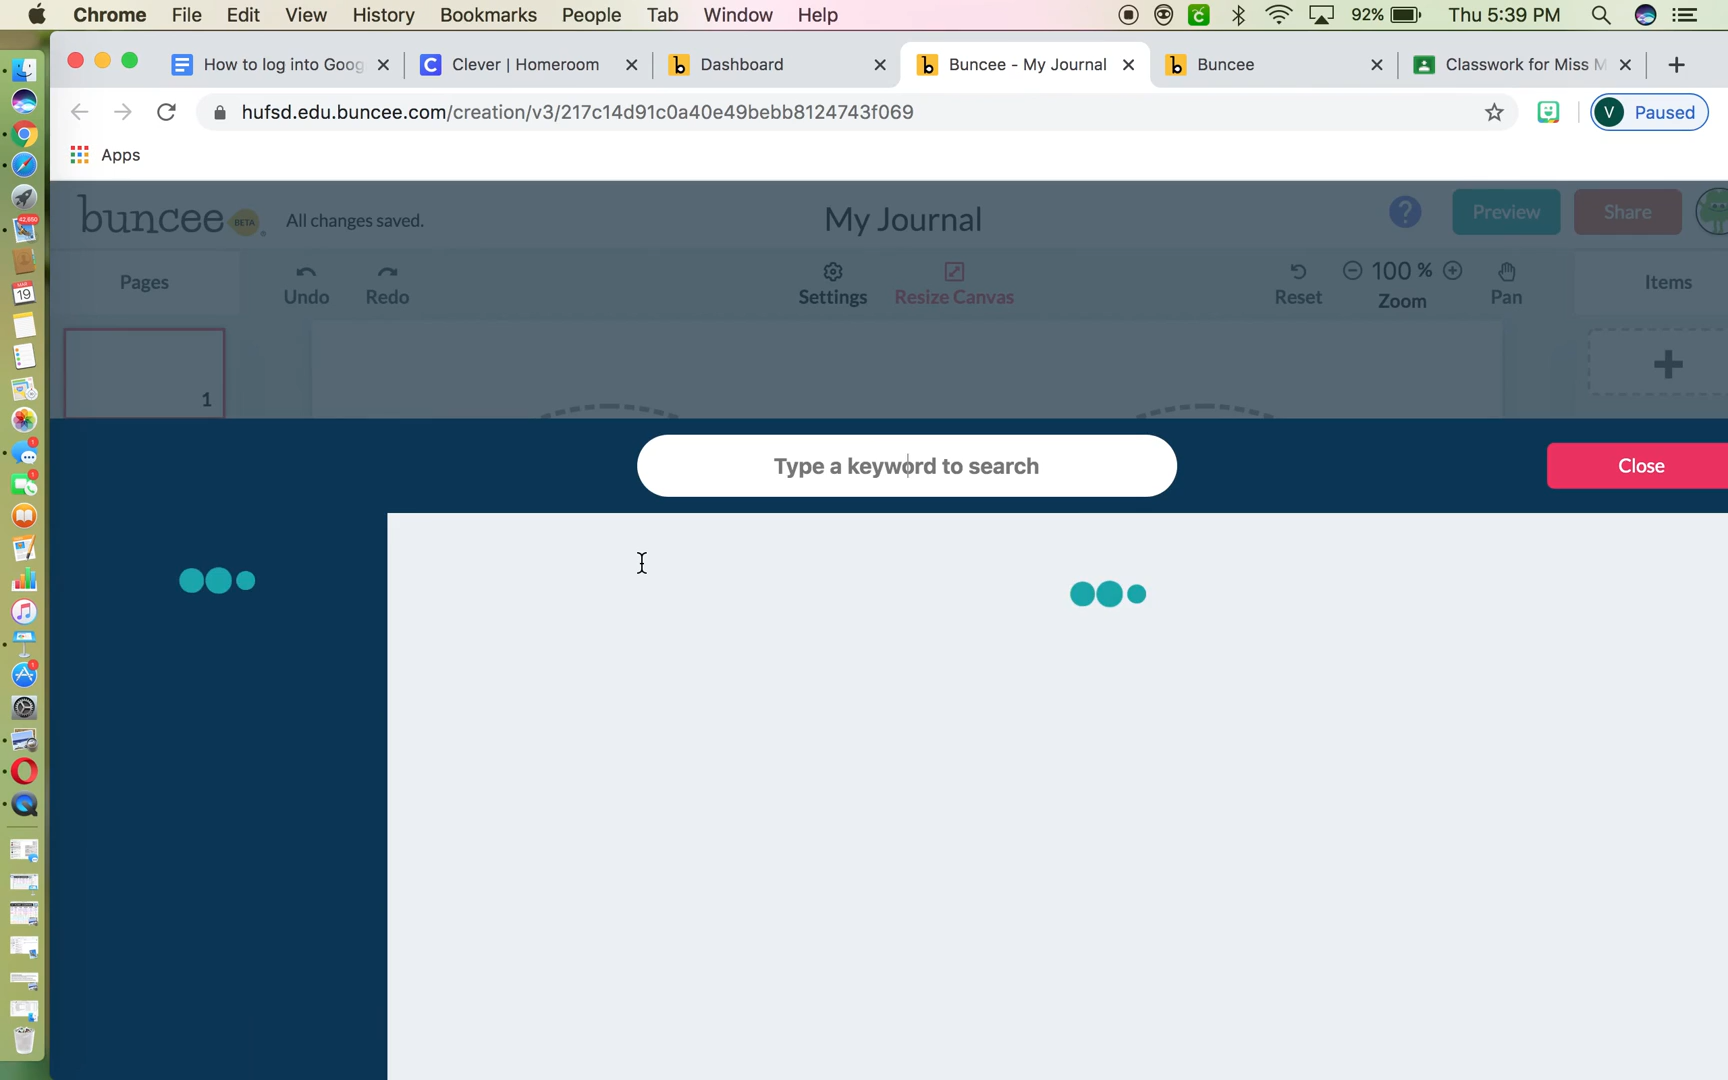 Chrome File Edit View History Bookmarks People Tab Window Help 92% Thu 5:39 PM
How to log into Goog Clever | Homeroom Dashboard Buncee - My Journal Buncee Classwork for Miss M
hufsd.edu.buncee.com/creation/v3/217c14d91c0a40e49bebb8124743f069 V Paused
Apps
buncee BETA All changes saved. My Journal ? Preview Share
Pages Undo Redo Settings Resize Canvas Reset 100 % Zoom Pan Items
1
Type a keyword to search Close